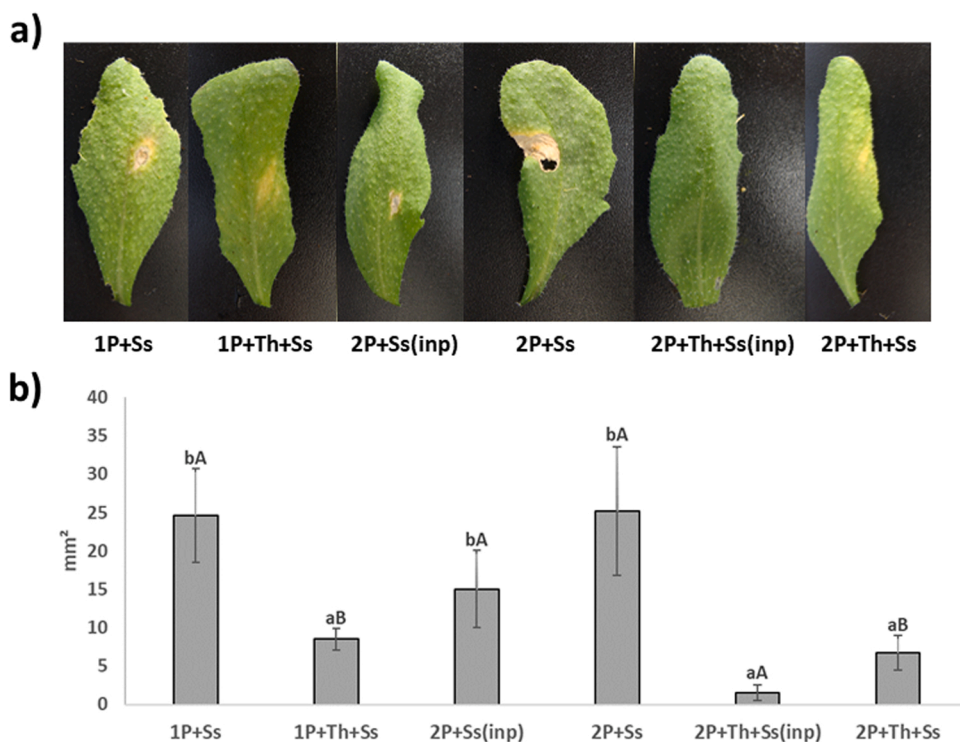 a)
1P+Ss 1P+Th+Ss 2P+Ss(inp) 2P+Ss 2P+Th+Ss(inp) 2P+Th+Ss
b)
40
35
30
25
20
15
10
5
0
mm²
bA aB bA bA aA aB
1P+Ss 1P+Th+Ss 2P+Ss(inp) 2P+Ss 2P+Th+Ss(inp) 2P+Th+Ss